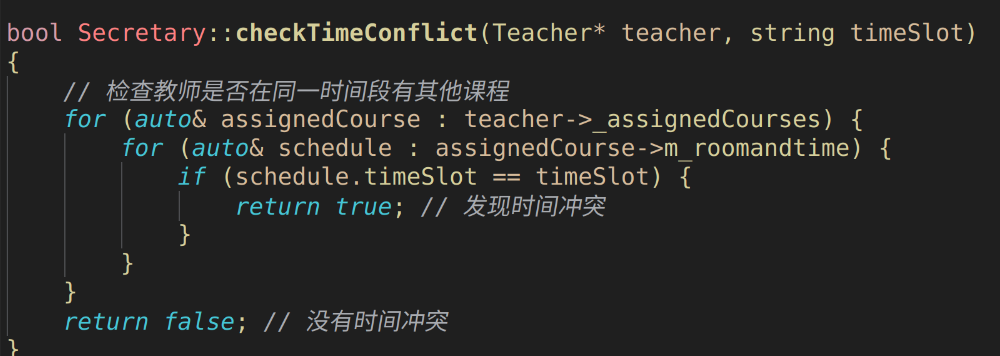 bool Secretary::checkTimeConflict(Teacher* teacher, string timeSlot)
{
    // 检查教师是否在同一时间段有其他课程
    for (auto& assignedCourse : teacher->_assignedCourses) {
        for (auto& schedule : assignedCourse->m_roomandtime) {
            if (schedule.timeSlot == timeSlot) {
                return true; // 发现时间冲突
            }
        }
    }
    return false; // 没有时间冲突
}